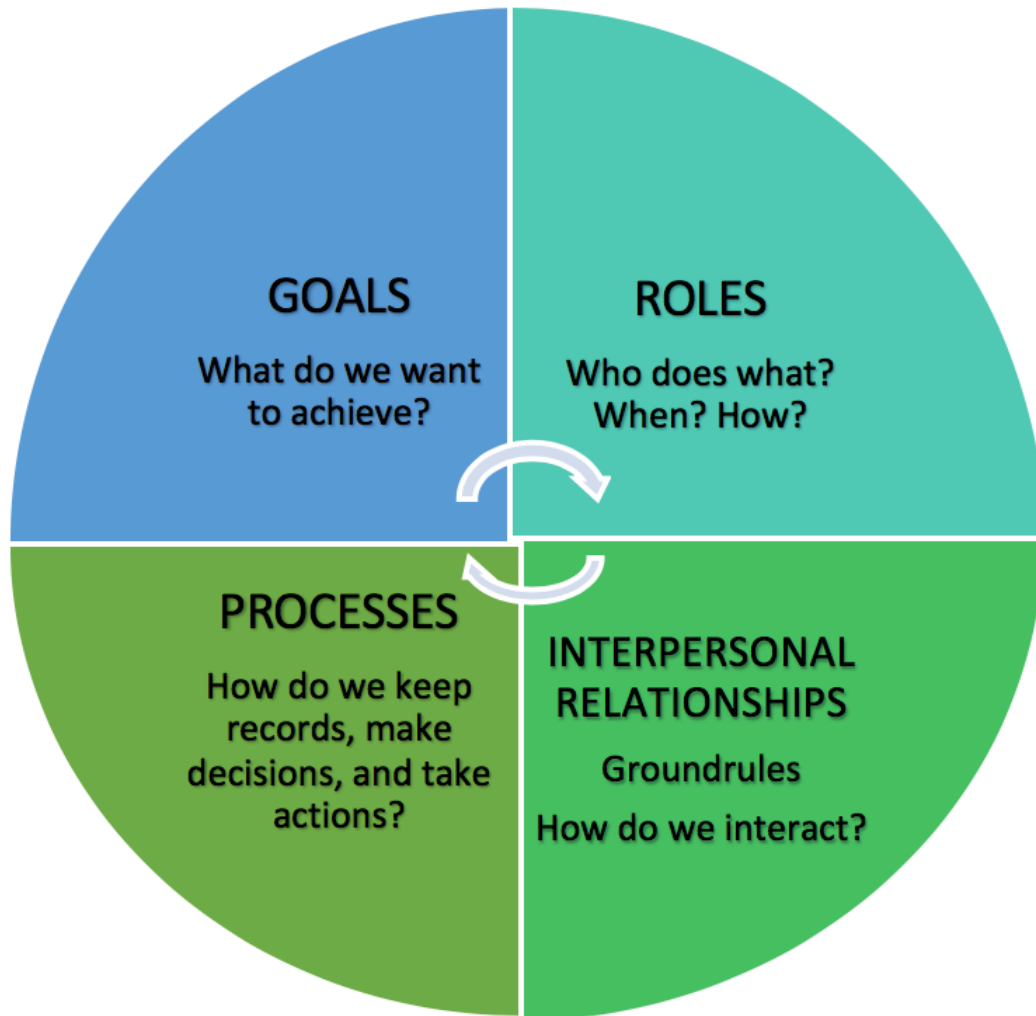 GOALS
What do we want
to achieve?
ROLES
Who does what?
When? How?
PROCESSES
How do we keep
records, make
decisions, and take
actions?
INTERPERSONAL
RELATIONSHIPS
Groundrules
How do we interact?